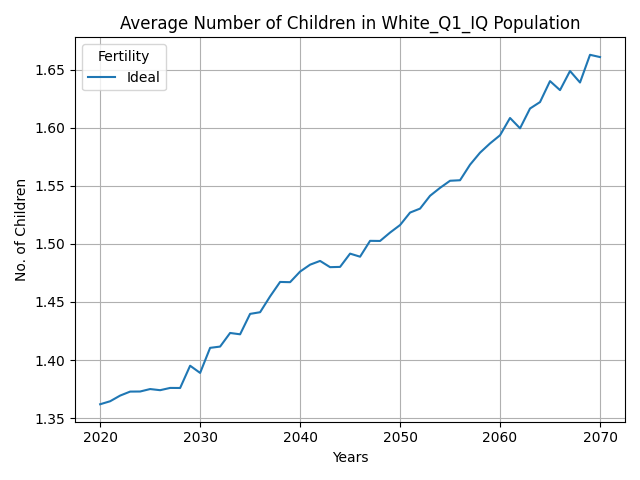 Average Number of Children in White_Q1_IQ Population
Fertility
Ideal
No. of Children
1.65
1.60
1.55
1.50
1.45
1.40
1.35
2020 2030 2040 2050 2060 2070
Years